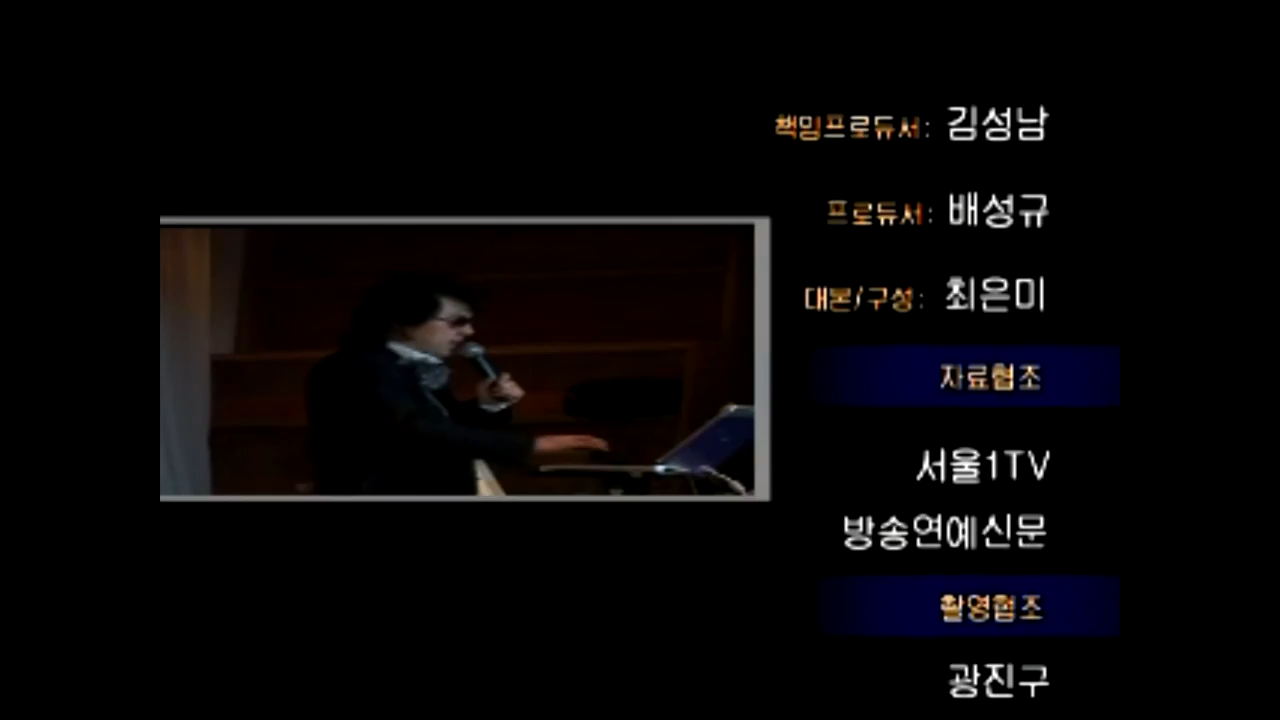 책임프로듀서: 김성남
프로듀서: 배성규
대본/구성: 최은미
자료협조
서울1TV
방송연예신문
촬영협조
광진구